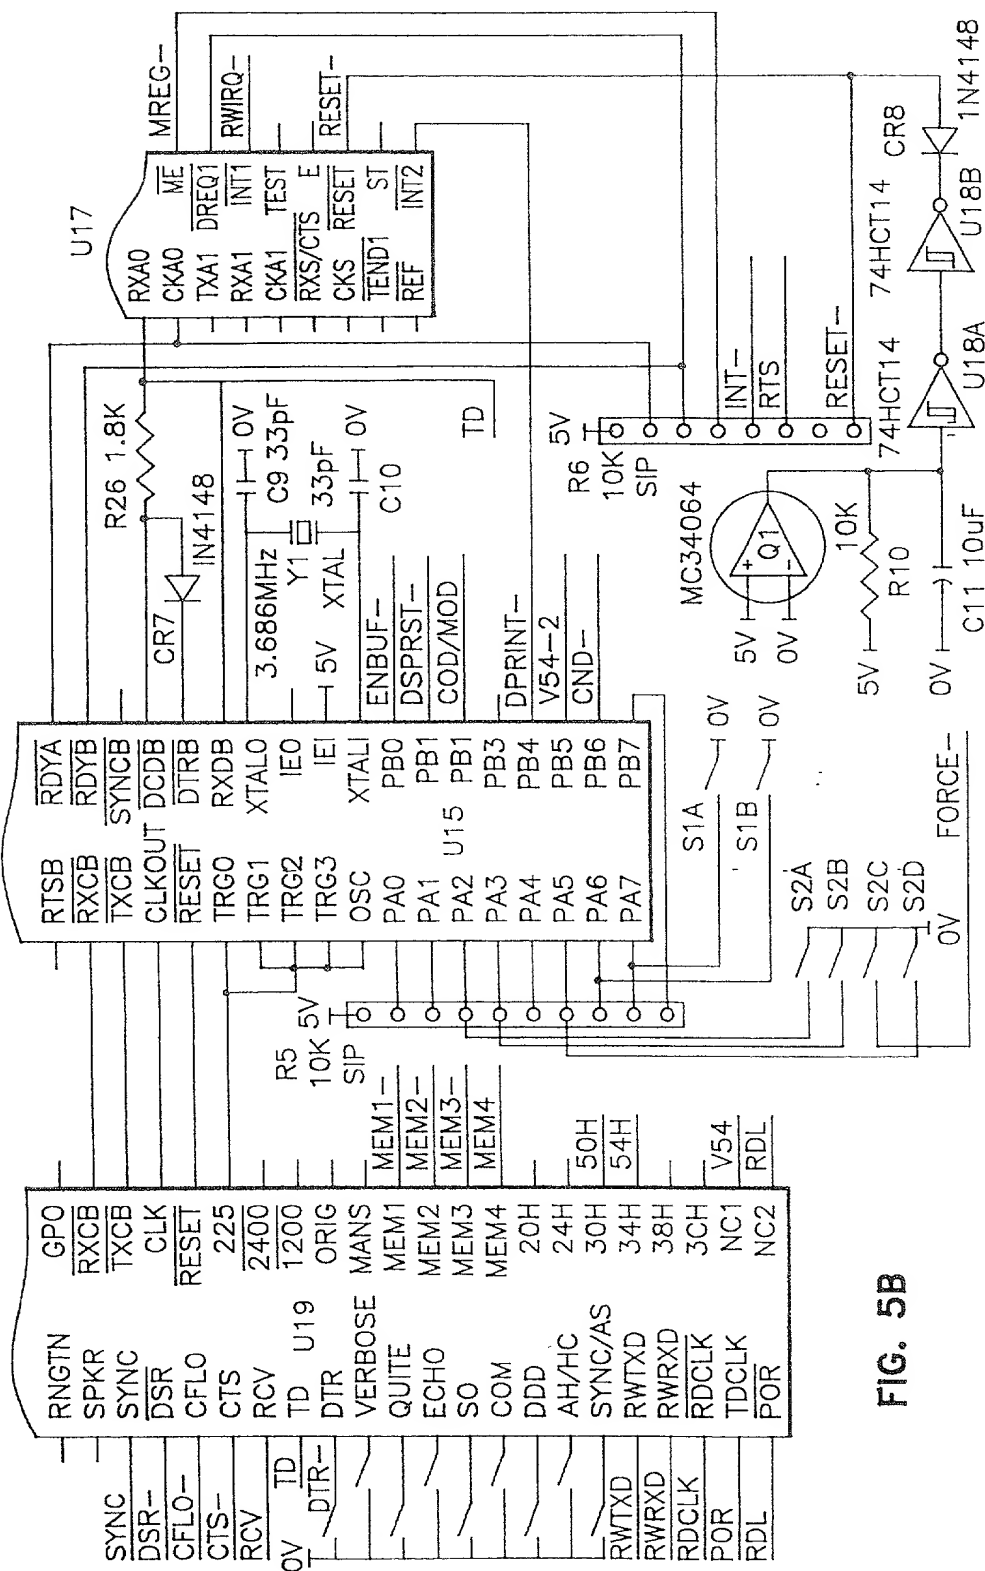 U17
RXA0
CKA0
TXA1
RXA1
CKA1
RXS/CTS
CKS
TEND1
REF
ME
DREQ1
INT1
TEST
E
RESET
ST
INT2
MREG-
RWIRQ-
RESET-
R26 1.8K
CR7
IN4148
3.686MHz
Y1
XTAL
C9 33pF
0V
33pF
0V
C10
TD
5V
R6
10K
SIP
INT-
RTS
RESET-
74HCT14
CR8
1N4148
U18B
74HCT14
U18A
MC34064
Q1
+
-
5V
0V
10K
R10
5V
0V
C11 10uF
RTSB
RXCB
TXCB
CLKOUT
RESET
TRG0
TRG1
TRG2
TRG3
OSC
PA0
PA1
PA2
PA3
PA4
PA5
PA6
PA7
U15
RDYA
RDYB
SYNCB
DCDB
DTRB
RXDB
XTALO
IEO
IEI
XTALI
PB0
PB1
PB1
PB3
PB4
PB5
PB6
PB7
5V
ENBUF-
DSPRST-
COD/MOD
DPRINT-
V54-2
CND-
S1A
0V
S1B
0V
S2A
S2B
S2C
S2D
0V
FORCE-
R5
10K
SIP
5V
MEM1-
MEM2-
MEM3-
MEM4
50H
54H
V54
RDL
GPO
RXCB
TXCB
CLK
RESET
225
2400
1200
ORIG
MANS
MEM1
MEM2
MEM3
MEM4
20H
24H
30H
34H
38H
3CH
NC1
NC2
U19
RNGTN
SPKR
SYNC
DSR
CFLO
CTS
RCV
TD
DTR
VERBOSE
QUITE
ECHO
SO
COM
DDD
AH/HC
SYNC/AS
RWTXD
RWRXD
RDCLK
TDCLK
POR
SYNC
DSR-
CFLO-
CTS-
RCV
0V
TD
DTR-
RWTXD
RWRXD
RDCLK
POR
RDL
FIG. 5B